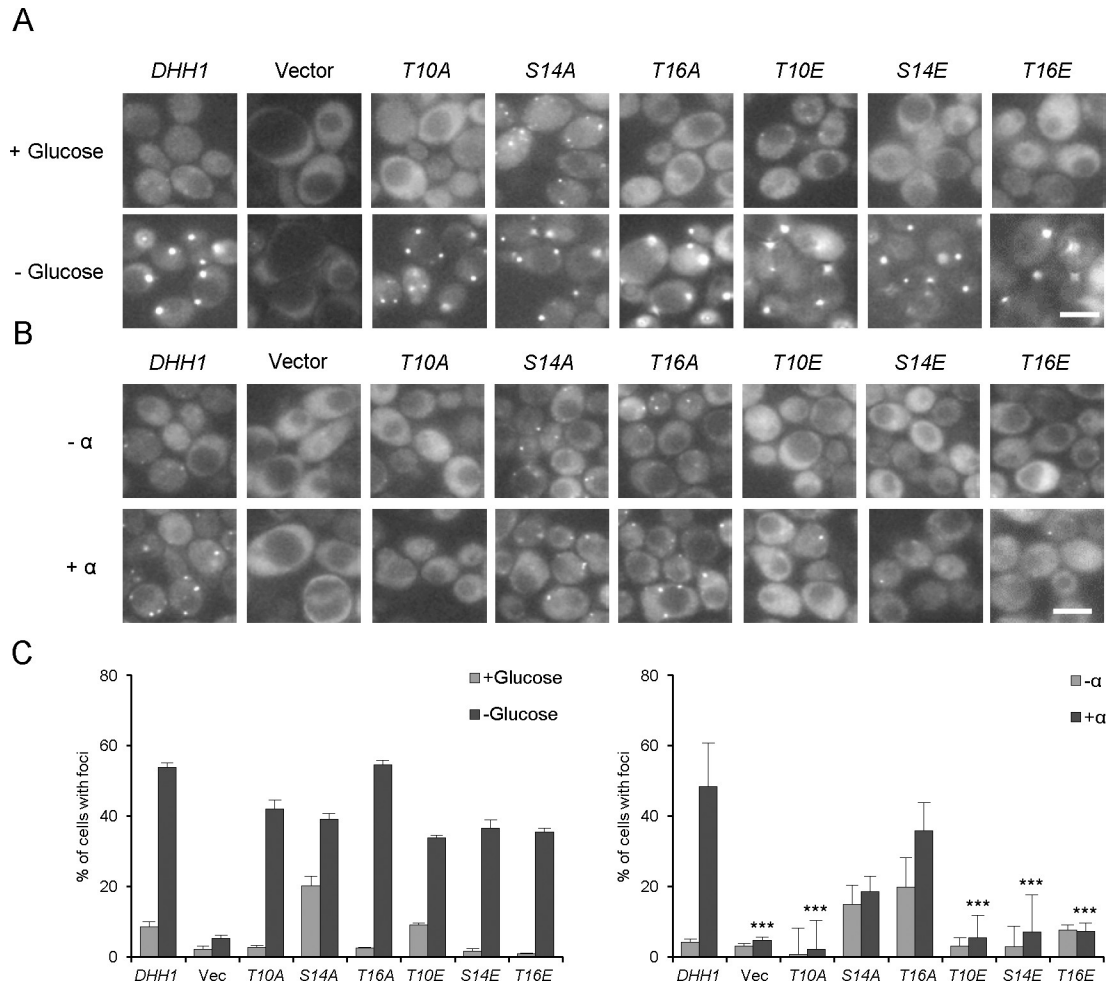 A
DHH1 Vector T10A S14A T16A T10E S14E T16E
+ Glucose
- Glucose
B
DHH1 Vector T10A S14A T16A T10E S14E T16E
- α
+ α
C
% of cells with foci
80
60
40
20
0
+Glucose
-Glucose
DHH1 Vec T10A S14A T16A T10E S14E T16E
% of cells with foci
80
60
40
20
0
-α
+α
*** *** *** *** ***
DHH1 Vec T10A S14A T16A T10E S14E T16E